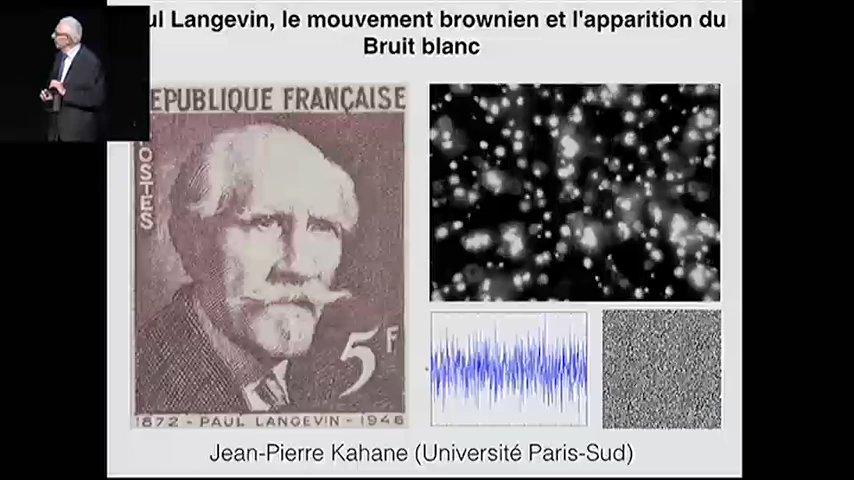 ul Langevin, le mouvement brownien et l'apparition du
Bruit blanc
EPUBLIQUE FRANÇAISE
OSTES
5F
1872 - PAUL LANGEVIN - 1946
Jean-Pierre Kahane (Université Paris-Sud)